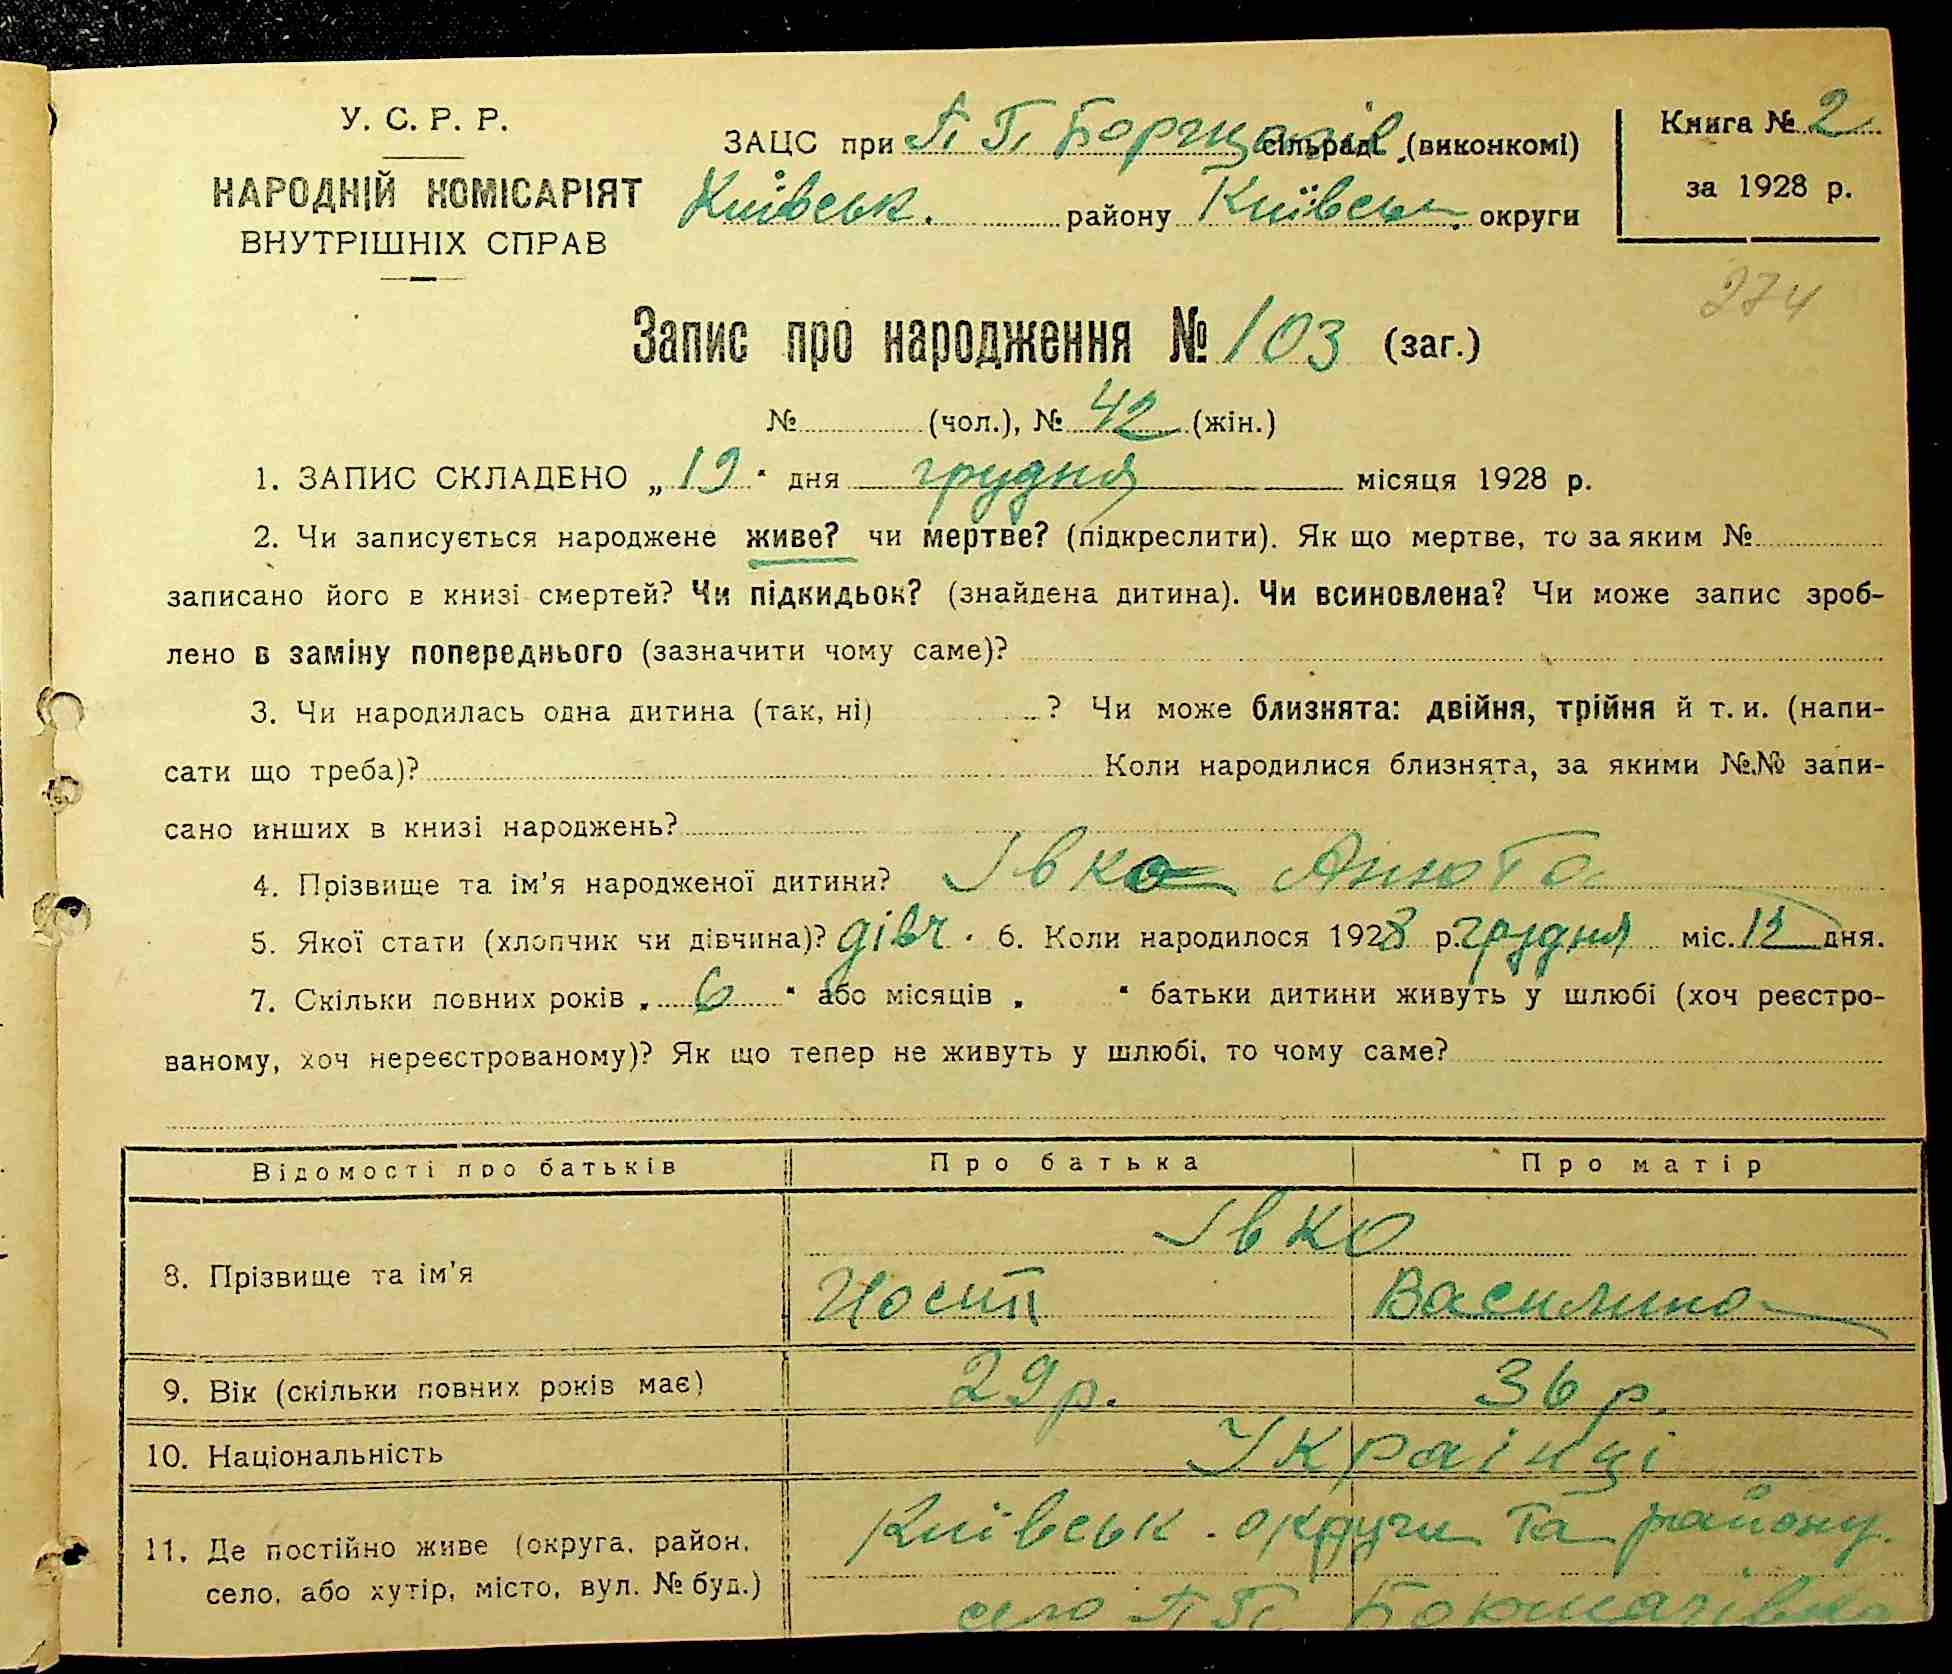 У. С. Р. Р.
НАРОДНІЙ КОМІСАРІЯТ
ВНУТРІШНІХ СПРАВ
ЗАЦС при П. П. Борщагів сільраді (виконкомі)
Київськ. району Київськ. округи
Книга № 2
за 1928 р.
274
Запис про народження № 103 (заг.)
№ (чол.), № 42 (жін.)
1. ЗАПИС СКЛАДЕНО „ 19 “ дня грудня місяця 1928 р.
2. Чи записується народжене живе? чи мертве? (підкреслити). Як що мертве, то за яким №
записано його в книзі смертей? Чи підкидьок? (знайдена дитина). Чи всиновлена? Чи може запис зроб-
лено в заміну попереднього (зазначити чому саме)?
3. Чи народилась одна дитина (так, ні) ? Чи може близнята: двійня, трійня й т. и. (напи-
сати що треба)? Коли народилися близнята, за якими №№ запи-
сано инших в книзі народжень?
4. Прізвище та ім'я народженої дитини? Івко Анюта
5. Якої стати (хлопчик чи дівчина)? дівч. 6. Коли народилося 1928 р. грудня міс. дня.
7. Скільки повних років „ 6 “ або місяців „ “ батьки дитини живуть у шлюбі (хоч реєстро-
ваному, хоч нереєстрованому)? Як що тепер не живуть у шлюбі, то чому саме?
Відомості про батьків Про батька Про матір
8. Прізвище та ім'я Івко
Йосип Василина
9. Вік (скільки повних років має) 29 р. 36 р.
10. Національність Українці
11. Де постійно живе (округа, район, Київськ. округи та району
село, або хутір, місто, вул. № буд.) село П. П. Борщагівка